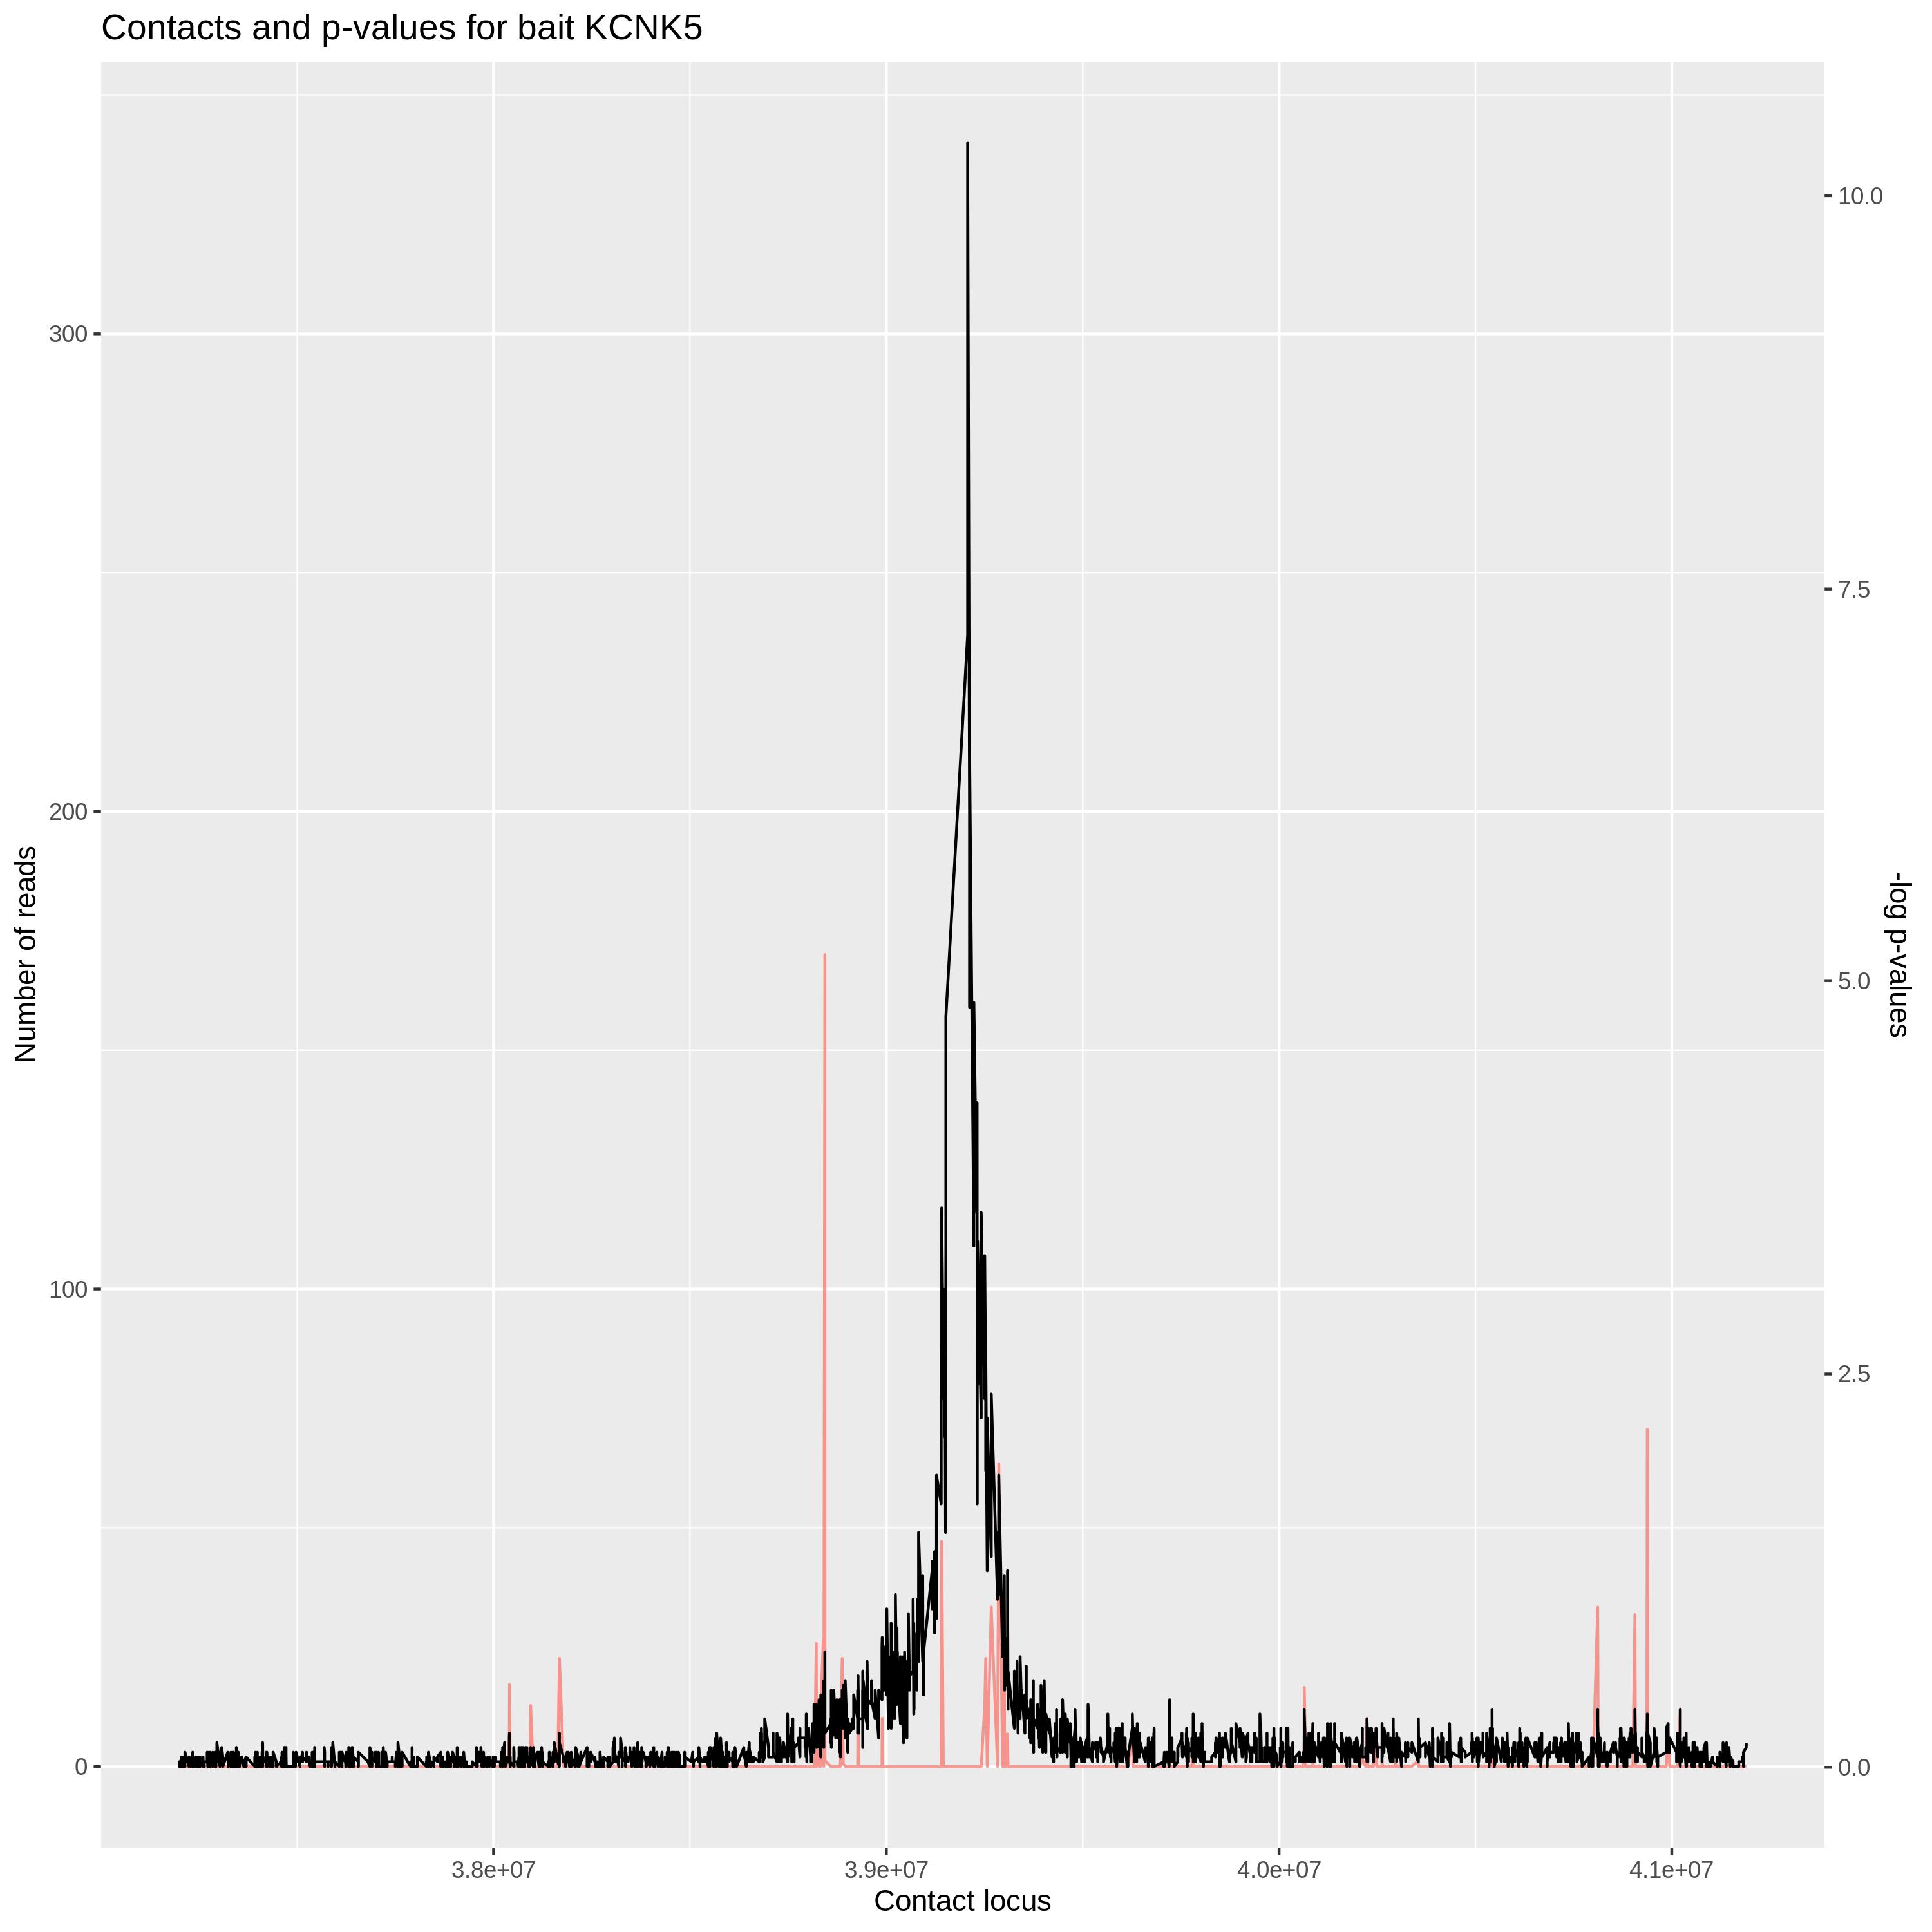 Contacts and p-values for bait KCNK5
300
200
100
0
10.0
7.5
5.0
2.5
0.0
Number of reads
-log p-values
3.8e+07
3.9e+07
4.0e+07
4.1e+07
Contact locus